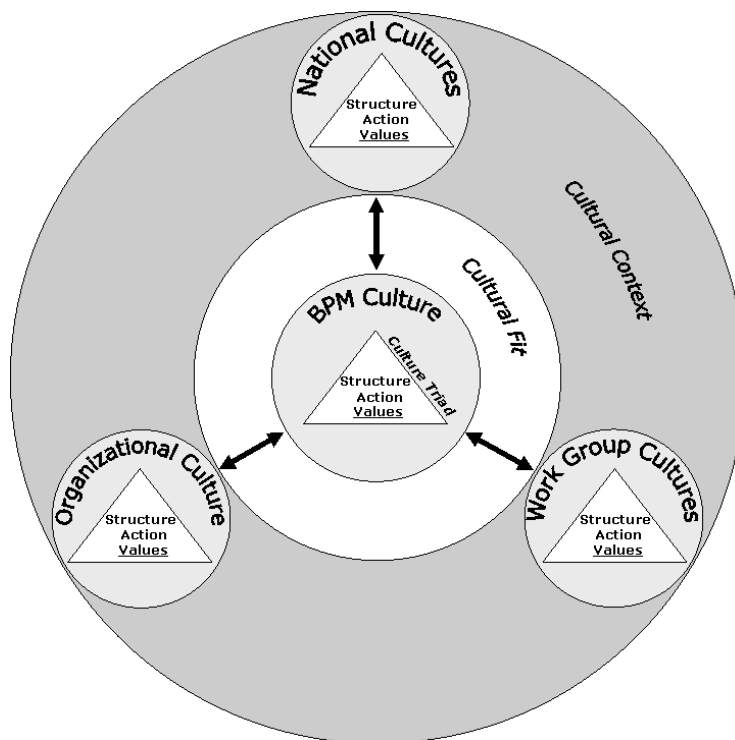 National Cultures
Structure
Action
Values
Cultural Context
Cultural Fit
BPM Culture
Culture Triad
Structure
Action
Values
Organizational Culture
Structure
Action
Values
Work Group Cultures
Structure
Action
Values